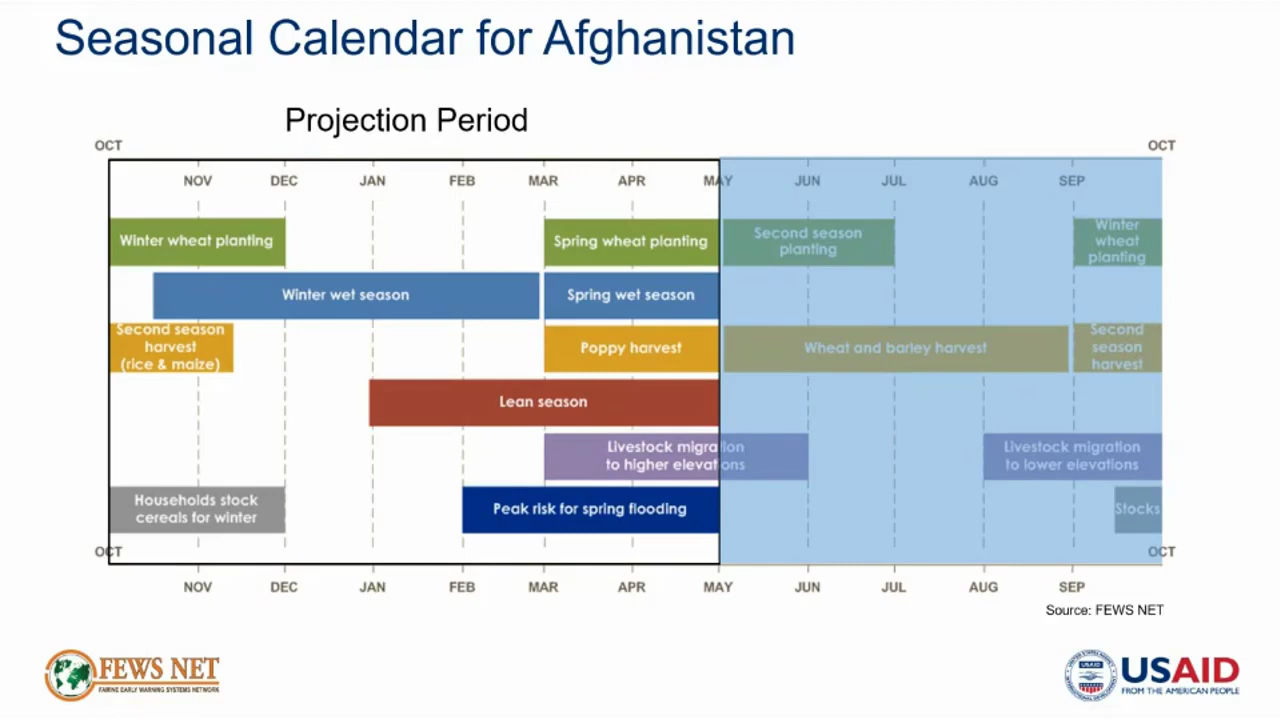 Seasonal Calendar for Afghanistan
Projection Period
OCT
OCT
NOV DEC JAN FEB MAR APR MAY JUN JUL AUG SEP
Winter wheat planting
Spring wheat planting
Second season
planting
Winter
wheat
planting
Winter wet season
Spring wet season
Second season
harvest
(rice & maize)
Poppy harvest
Wheat and barley harvest
Second
season
harvest
Lean season
Livestock migration
to higher elevations
Livestock migration
to lower elevations
Households stock
cereals for winter
Peak risk for spring flooding
Stocks
OCT
OCT
NOV DEC JAN FEB MAR APR MAY JUN JUL AUG SEP
Source: FEWS NET
FEWS NET
FAMINE EARLY WARNING SYSTEMS NETWORK
USAID
USAID
FROM THE AMERICAN PEOPLE